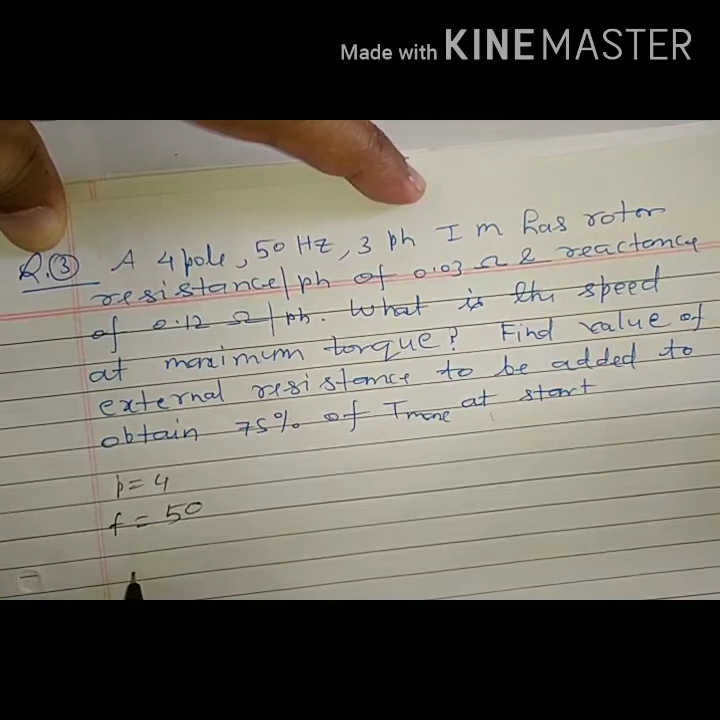 Made with KINEMASTER
Q.③ A 4 pole, 50 Hz, 3 ph I m has rotor
resistance/ph of 0.03 Ω & reactance
of 0.12 Ω/ph. What is the speed
at maximum torque? Find value of
external resistance to be added to
obtain 75% of Tmax at start
p = 4
f = 50